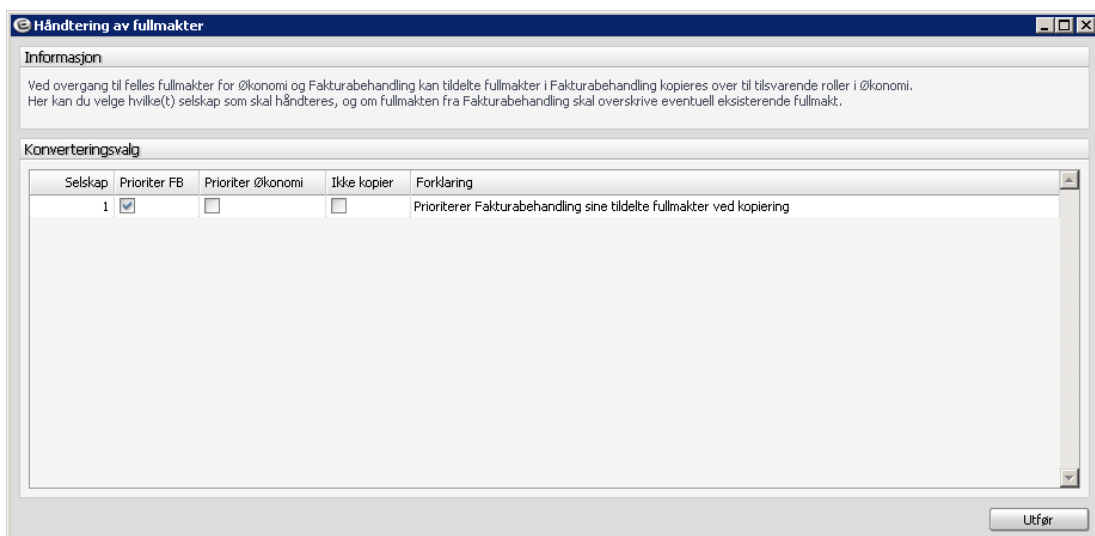 Håndtering av fullmakter
Informasjon
Ved overgang til felles fullmakter for Økonomi og Fakturabehandling kan tildelte fullmakter i Fakturabehandling kopieres over til tilsvarende roller i Økonomi.
Her kan du velge hvilke(t) selskap som skal håndteres, og om fullmakten fra Fakturabehandling skal overskrive eventuell eksisterende fullmakt.
Konverteringsvalg
Selskap Prioriter FB Prioriter Økonomi Ikke kopier Forklaring
1 Prioriterer Fakturabehandling sine tildelte fullmakter ved kopiering
Utfør